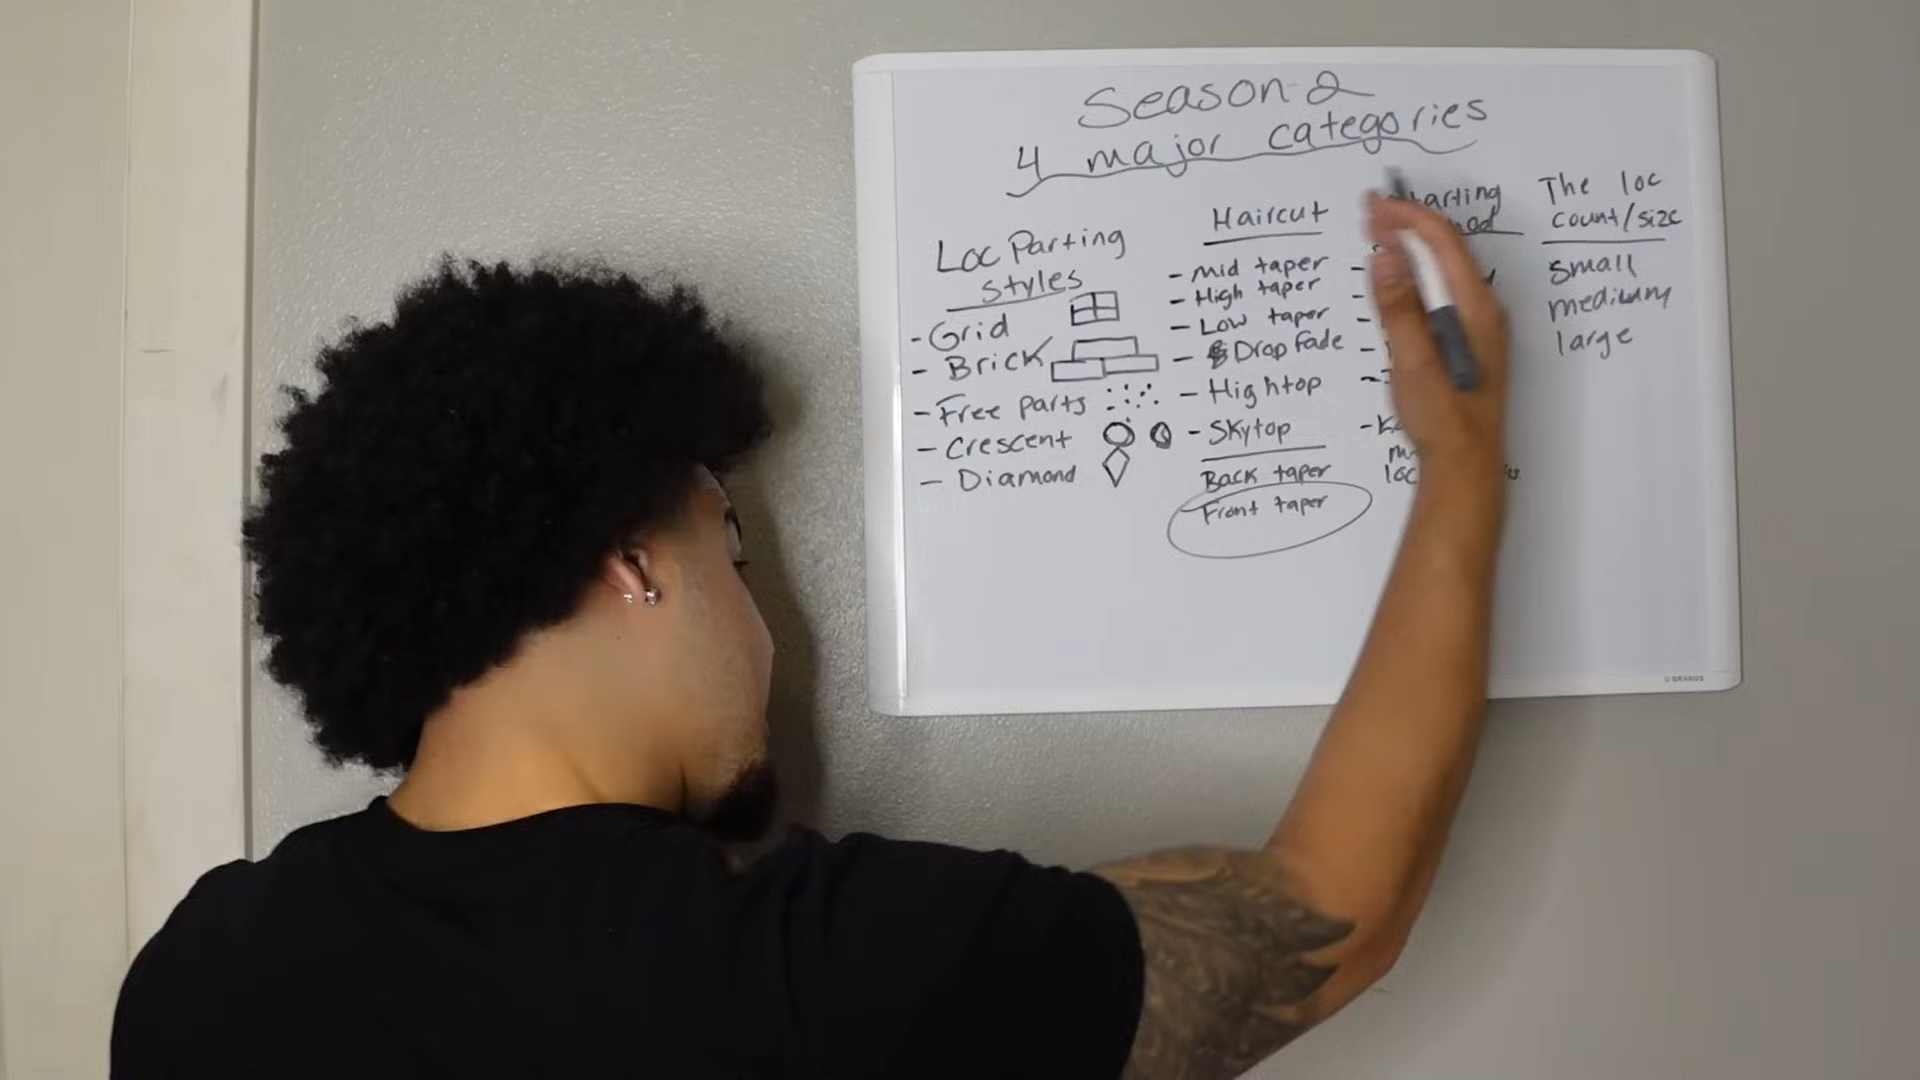 Season 2
4 major categories
Loc Parting
styles
- Grid
- Brick
- Free parts
- Crescent
- Diamond
Haircut
- Mid taper
- High taper
- Low taper
- Drop fade
- Hightop
- Skytop
Back taper
Front taper
The loc
count/size
small
medium
large
U BRANDS